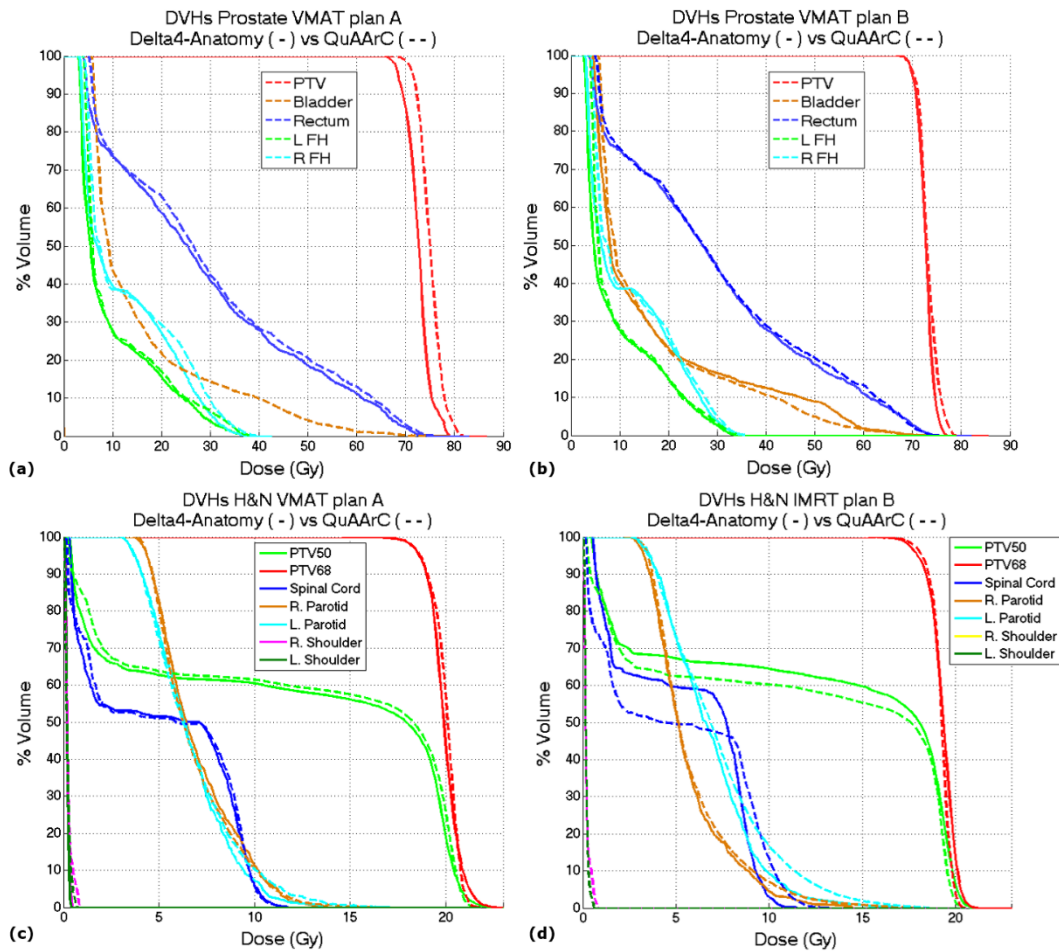 DVHs Prostate VMAT plan A
Delta4-Anatomy ( - ) vs QuAArC ( - - )
100
90
80
70
60
50
40
30
20
10
0
% Volume
PTV
Bladder
Rectum
L FH
R FH
10 20 30 40 50 60 70 80 90
Dose (Gy)
(a)
DVHs Prostate VMAT plan B
Delta4-Anatomy ( - ) vs QuAArC ( - - )
100
90
80
70
60
50
40
30
20
10
0
% Volume
PTV
Bladder
Rectum
L FH
R FH
10 20 30 40 50 60 70 80 90
Dose (Gy)
(b)
DVHs H&N VMAT plan A
Delta4-Anatomy ( - ) vs QuAArC ( - - )
100
90
80
70
60
50
40
30
20
10
0
% Volume
PTV50
PTV68
Spinal Cord
R. Parotid
L. Parotid
R. Shoulder
L. Shoulder
0 5 10 15 20
Dose (Gy)
(c)
DVHs H&N IMRT plan B
Delta4-Anatomy ( - ) vs QuAArC ( - - )
100
90
80
70
60
50
40
30
20
10
0
% Volume
PTV50
PTV68
Spinal Cord
R. Parotid
L. Parotid
R. Shoulder
L. Shoulder
0 5 10 15 20
Dose (Gy)
(d)